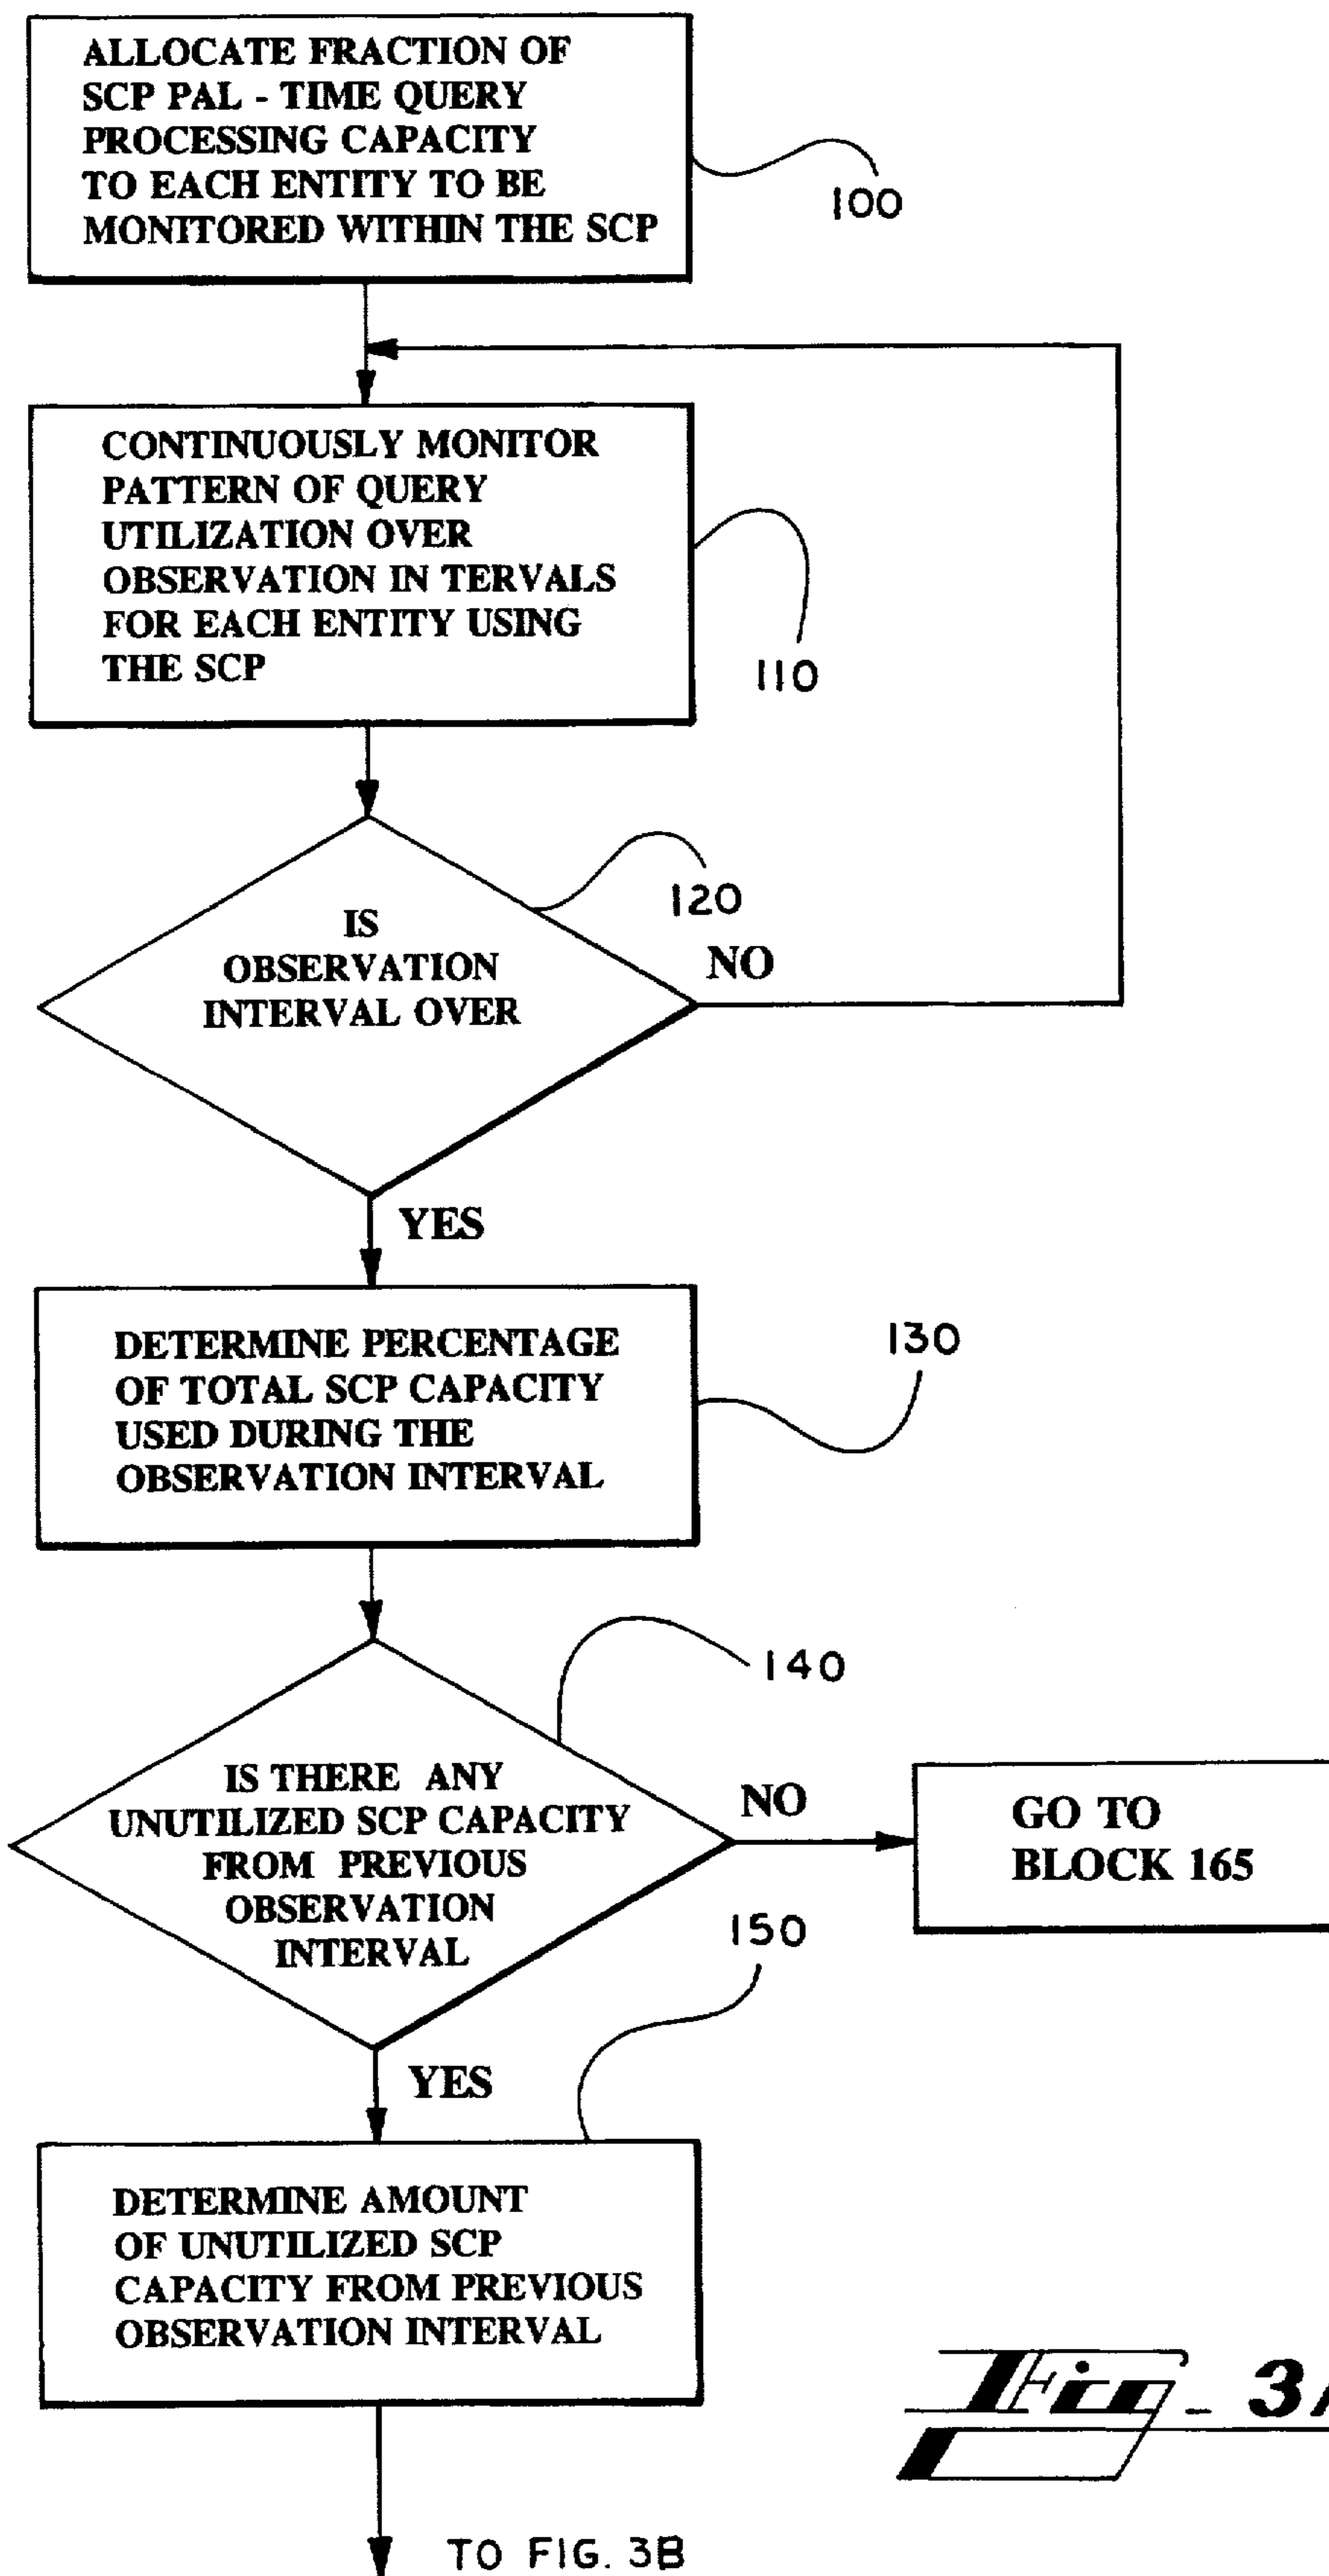 ALLOCATE FRACTION OF
SCP PAL - TIME QUERY
PROCESSING CAPACITY
TO EACH ENTITY TO BE
MONITORED WITHIN THE SCP
100
CONTINUOUSLY MONITOR
PATTERN OF QUERY
UTILIZATION OVER
OBSERVATION IN TERVALS
FOR EACH ENTITY USING
THE SCP
110
120
IS
OBSERVATION
INTERVAL OVER
NO
YES
130
DETERMINE PERCENTAGE
OF TOTAL SCP CAPACITY
USED DURING THE
OBSERVATION INTERVAL
140
IS THERE ANY
UNUTILIZED SCP CAPACITY
FROM PREVIOUS
OBSERVATION
INTERVAL
NO
GO TO
BLOCK 165
YES
150
DETERMINE AMOUNT
OF UNUTILIZED SCP
CAPACITY FROM PREVIOUS
OBSERVATION INTERVAL
Fig_ 3
TO FIG. 3B